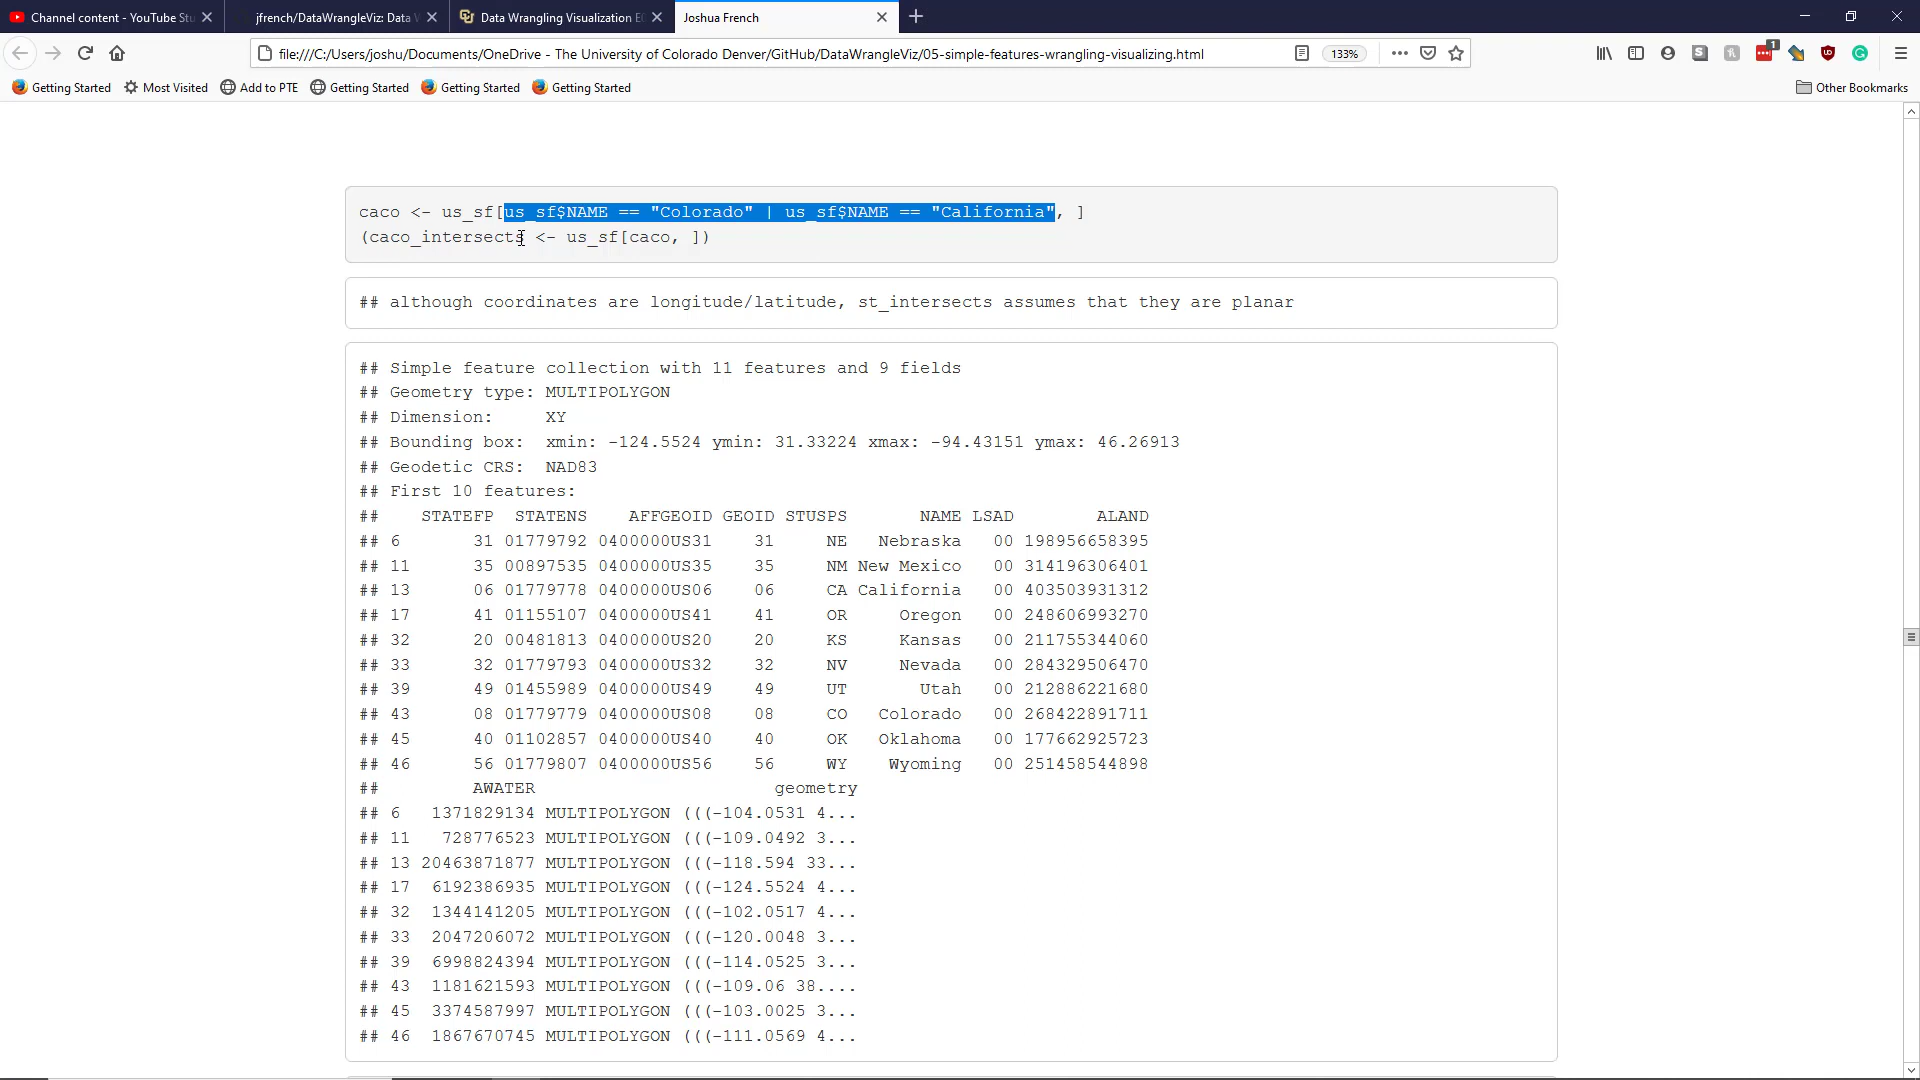 Channel content - YouTube Stu
jfrench/DataWrangleViz: Data W
Data Wrangling Visualization EC
Joshua French
file:///C:/Users/joshu/Documents/OneDrive - The University of Colorado Denver/GitHub/DataWrangleViz/05-simple-features-wrangling-visualizing.html
133%
1
Getting Started
Most Visited
Add to PTE
Getting Started
Getting Started
Getting Started
Other Bookmarks
caco <- us_sf[us_sf$NAME == "Colorado" | us_sf$NAME == "California", ]
(caco_intersects <- us_sf[caco, ])
## although coordinates are longitude/latitude, st_intersects assumes that they are planar
## Simple feature collection with 11 features and 9 fields
## Geometry type: MULTIPOLYGON
## Dimension:     XY
## Bounding box:  xmin: -124.5524 ymin: 31.33224 xmax: -94.43151 ymax: 46.26913
## Geodetic CRS:  NAD83
## First 10 features:
##    STATEFP  STATENS    AFFGEOID GEOID STUSPS       NAME LSAD        ALAND
## 6       31 01779792 0400000US31    31     NE   Nebraska   00 198956658395
## 11      35 00897535 0400000US35    35     NM New Mexico   00 314196306401
## 13      06 01779778 0400000US06    06     CA California   00 403503931312
## 17      41 01155107 0400000US41    41     OR     Oregon   00 248606993270
## 32      20 00481813 0400000US20    20     KS     Kansas   00 211755344060
## 33      32 01779793 0400000US32    32     NV     Nevada   00 284329506470
## 39      49 01455989 0400000US49    49     UT       Utah   00 212886221680
## 43      08 01779779 0400000US08    08     CO   Colorado   00 268422891711
## 45      40 01102857 0400000US40    40     OK   Oklahoma   00 177662925723
## 46      56 01779807 0400000US56    56     WY    Wyoming   00 251458544898
##         AWATER                       geometry
## 6   1371829134 MULTIPOLYGON (((-104.0531 4...
## 11   728776523 MULTIPOLYGON (((-109.0492 3...
## 13 20463871877 MULTIPOLYGON (((-118.594 33...
## 17  6192386935 MULTIPOLYGON (((-124.5524 4...
## 32  1344141205 MULTIPOLYGON (((-102.0517 4...
## 33  2047206072 MULTIPOLYGON (((-120.0048 3...
## 39  6998824394 MULTIPOLYGON (((-114.0525 3...
## 43  1181621593 MULTIPOLYGON (((-109.06 38....
## 45  3374587997 MULTIPOLYGON (((-103.0025 3...
## 46  1867670745 MULTIPOLYGON (((-111.0569 4...